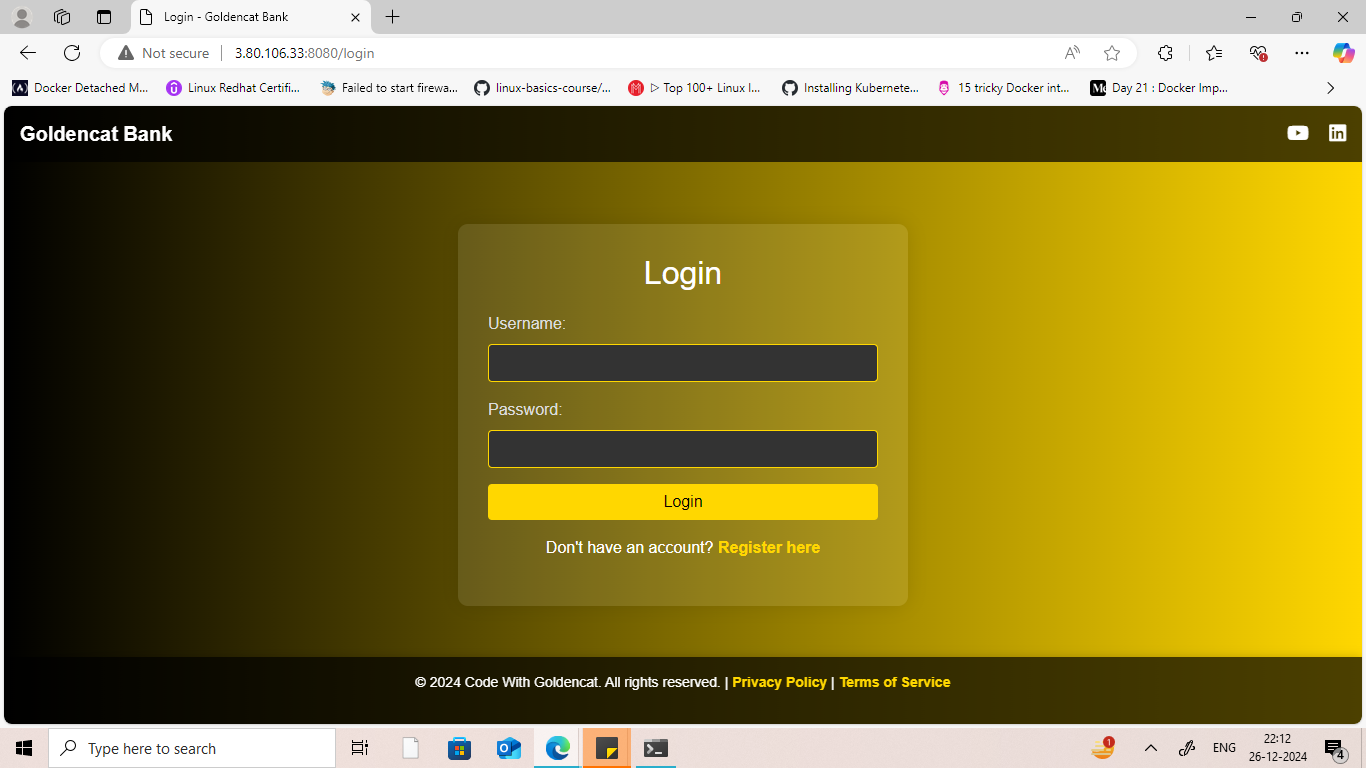 Login - Goldencat Bank
Not secure 3.80.106.33:8080/login
Docker Detached M... Linux Redhat Certifi... Failed to start firewa... linux-basics-course/... ▷ Top 100+ Linux I... Installing Kubernete... 15 tricky Docker int... Day 21 : Docker Imp...
Goldencat Bank
Login
Username:
Password:
Login
Don't have an account? Register here
© 2024 Code With Goldencat. All rights reserved. | Privacy Policy | Terms of Service
Type here to search
1
ENG
22:12
26-12-2024
4